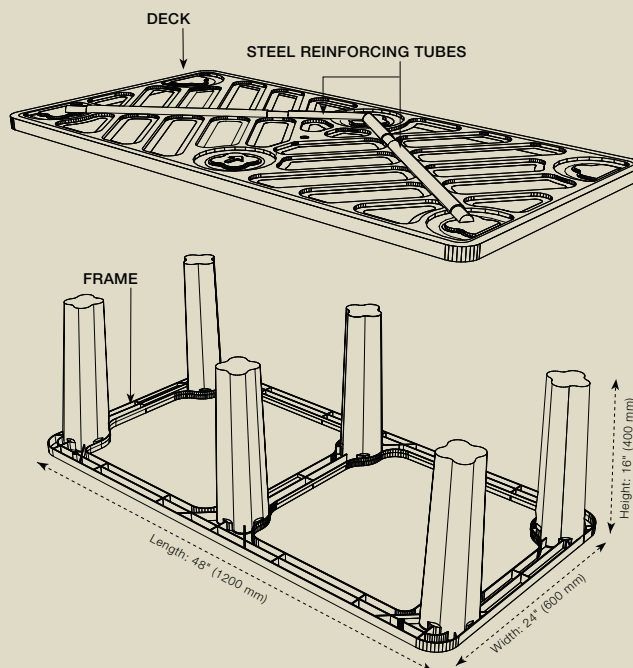 DECK
STEEL REINFORCING TUBES
FRAME
Height: 16" (400 mm)
Length: 48" (1200 mm)
Width: 24" (600 mm)